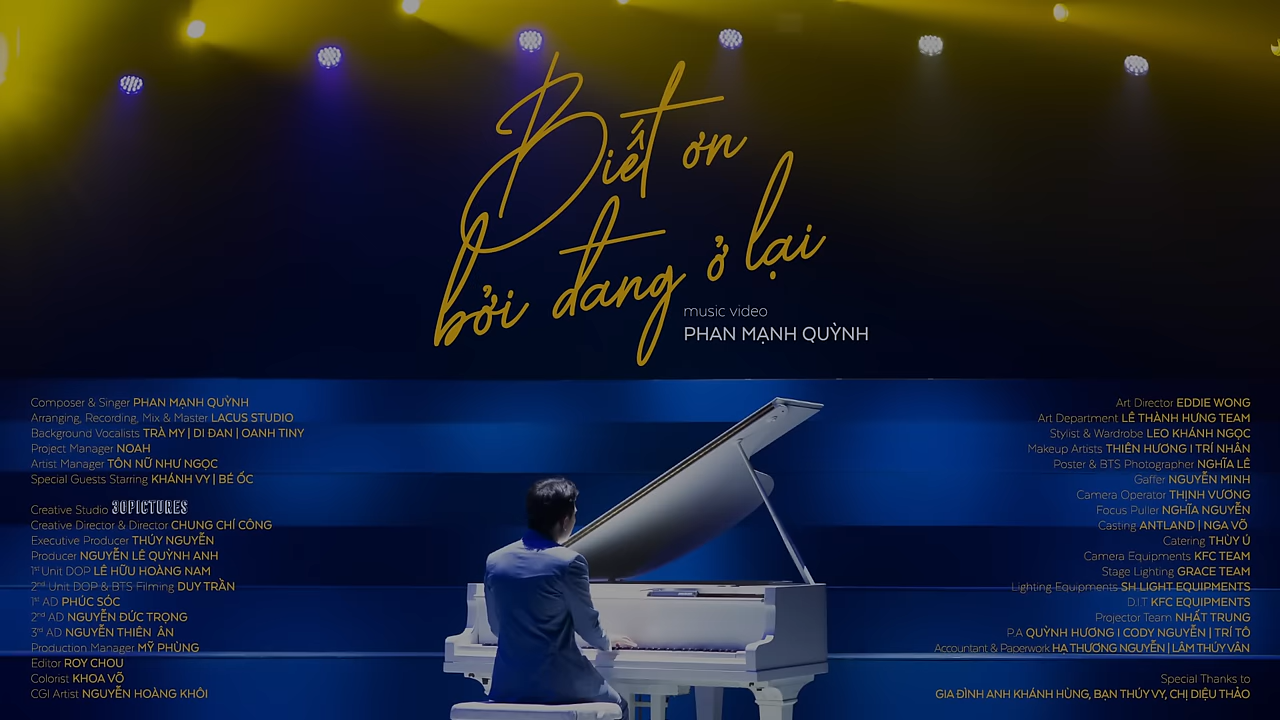 Biết ơn
bởi đang ở lại
music video
PHAN MẠNH QUỲNH
Composer & Singer PHAN MẠNH QUỲNH
Arranging, Recording, Mix & Master LACUS STUDIO
Background Vocalists TRÀ MY | DI ĐAN | OANH TINY
Project Manager NOAH
Artist Manager TÔN NỮ NHƯ NGỌC
Special Guests Starring KHÁNH VY | BÉ ỐC
Creative Studio 30PICTURES
Creative Director & Director CHUNG CHÍ CÔNG
Executive Producer THÚY NGUYỄN
Producer NGUYỄN LÊ QUỲNH ANH
1st Unit DOP LÊ HỮU HOÀNG NAM
2nd Unit DOP & BTS Filming DUY TRẦN
1st AD PHÚC SÓC
2nd AD NGUYỄN ĐỨC TRỌNG
3rd AD NGUYỄN THIÊN ÂN
Production Manager MỸ PHÙNG
Editor ROY CHOU
Colorist KHOA VÕ
CGI Artist NGUYỄN HOÀNG KHÔI
Art Director EDDIE WONG
Art Department LÊ THÀNH HƯNG TEAM
Stylist & Wardrobe LEO KHÁNH NGỌC
Makeup Artists THIÊN HƯƠNG I TRÍ NHÂN
Poster & BTS Photographer NGHĨA LÊ
Gaffer NGUYỄN MINH
Camera Operator THỊNH VƯƠNG
Focus Puller NGHĨA NGUYỄN
Casting ANTLAND | NGA VÕ
Catering THÙY Ú
Camera Equipments KFC TEAM
Stage Lighting GRACE TEAM
Lighting Equipments SH LIGHT EQUIPMENTS
D.I.T KFC EQUIPMENTS
Projector Team NHẤT TRUNG
P.A QUỲNH HƯƠNG I CODY NGUYỄN | TRÍ TÔ
Accountant & Paperwork HẠ THƯƠNG NGUYỄN | LÂM THÚY VÂN
Special Thanks to
GIA ĐÌNH ANH KHÁNH HÙNG, BẠN THÚY VY, CHỊ DIỆU THẢO